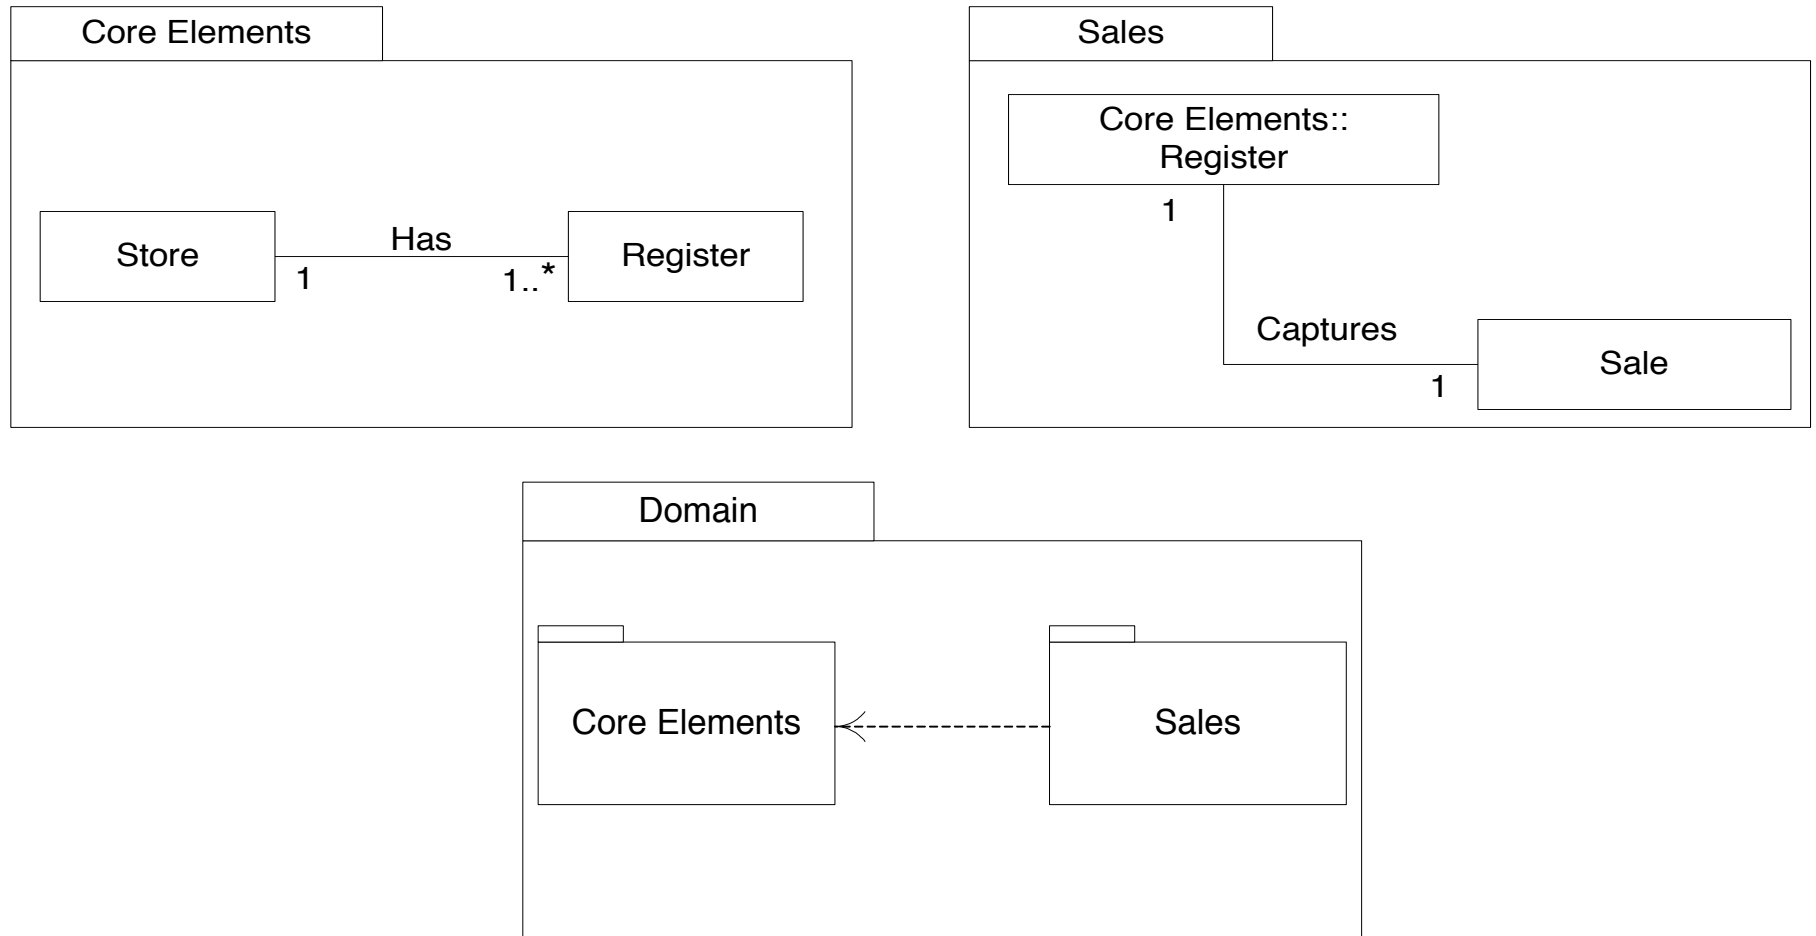 Core Elements
Store
Has
1
1..*
Register
Sales
Core Elements::
Register
1
Captures
1
Sale
Domain
Core Elements
Sales